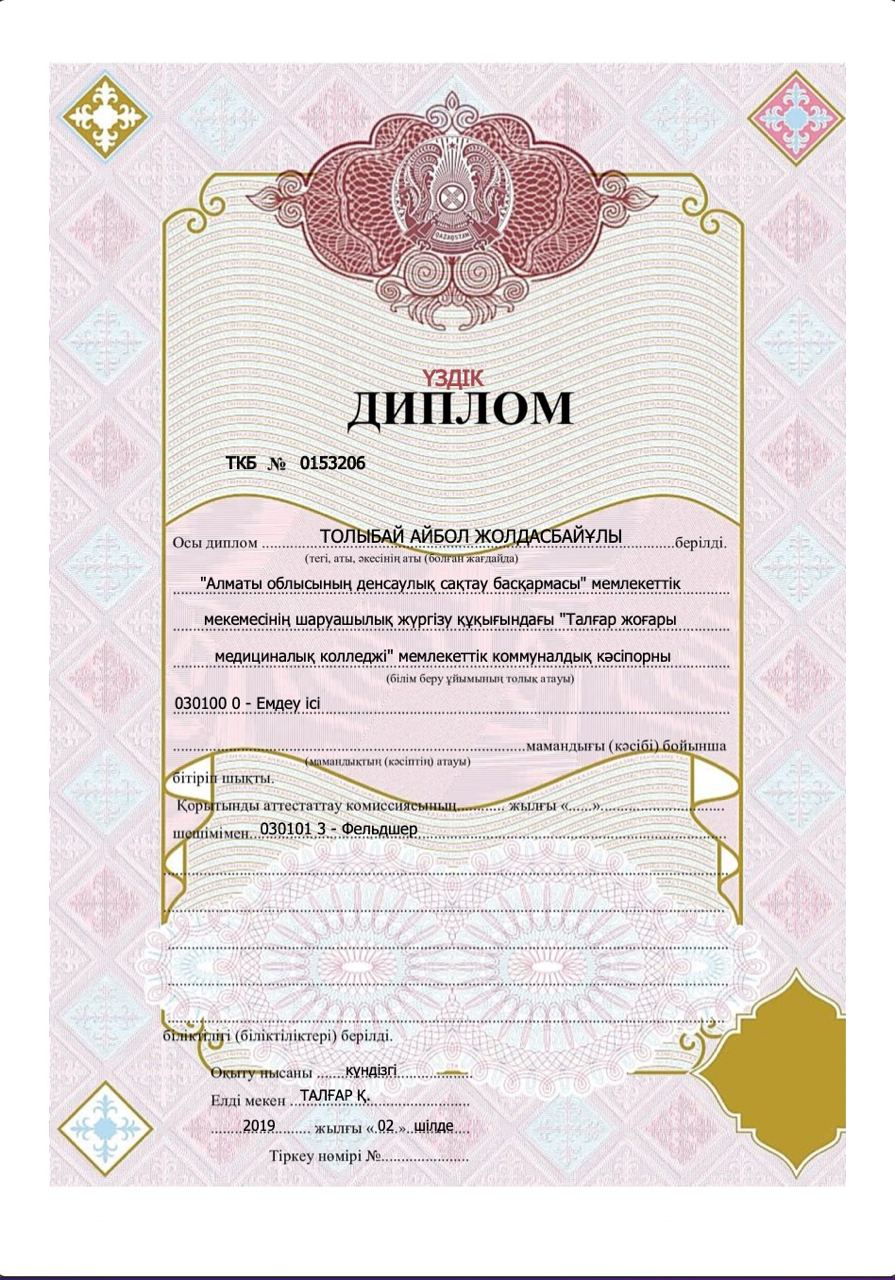 QAZAQSTAN
ҮЗДІК
ДИПЛОМ
ТКБ № 0153206
Осы диплом ........ТОЛЫБАЙ АЙБОЛ ЖОЛДАСБАЙҰЛЫ........берілді.
(тегі, аты, әкесінің аты (болған жағдайда)
"Алматы облысының денсаулық сақтау басқармасы" мемлекеттік
мекемесінің шаруашылық жүргізу құқығындағы "Талғар жоғары
медициналық колледжі" мемлекеттік коммуналдық кәсіпорны
(білім беру ұйымының толық атауы)
030100 0 - Емдеу ісі
........мамандығы (кәсібі) бойынша
(мамандықтың (кәсіптің) атауы)
бітіріп шықты.
Қорытынды аттестаттау комиссиясының............ жылғы «......»........
шешімімен. 030101 3 - Фельдшер
біліктілігі (біліктіліктері) берілді.
Оқыту нысаны .......күндізгі........
Елді мекен ..ТАЛҒАР Қ.........
........2019......... жылғы «.02.»..шілде....
Тіркеу нөмірі №......................